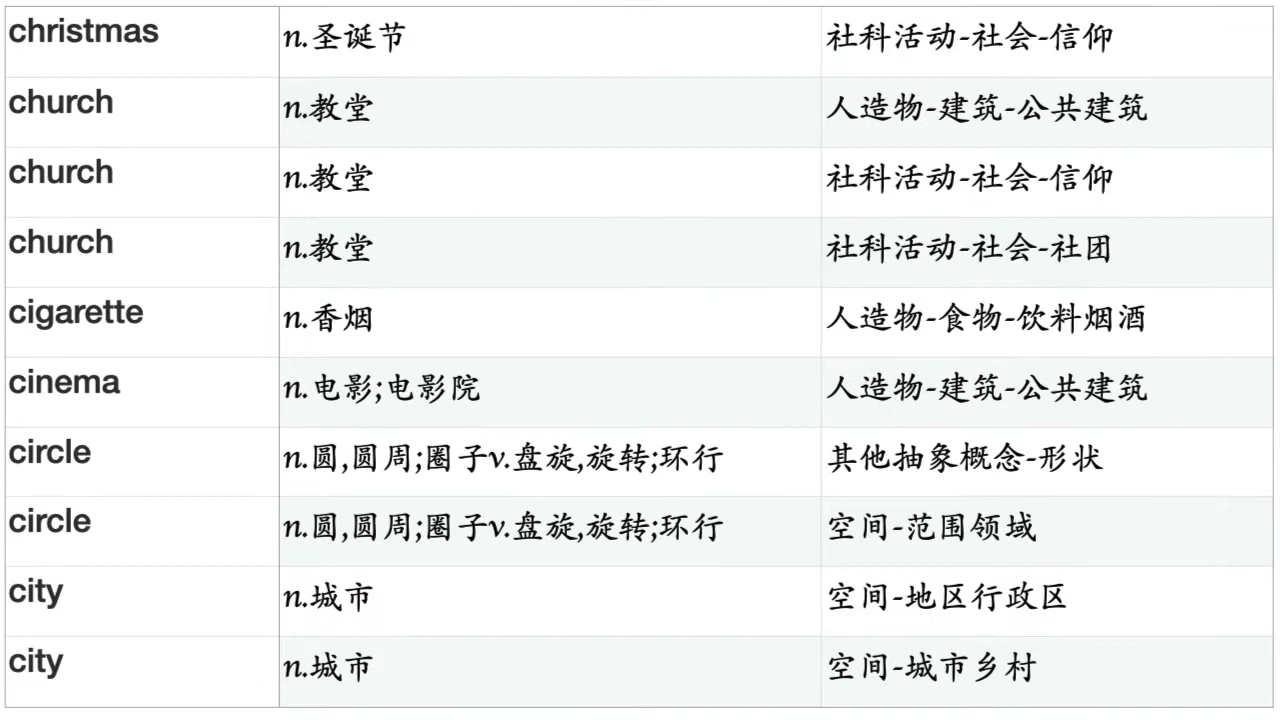 christmas n.圣诞节 社科活动-社会-信仰
church n.教堂 人造物-建筑-公共建筑
church n.教堂 社科活动-社会-信仰
church n.教堂 社科活动-社会-社团
cigarette n.香烟 人造物-食物-饮料烟酒
cinema n.电影;电影院 人造物-建筑-公共建筑
circle n.圆,圆周;圈子v.盘旋,旋转;环行 其他抽象概念-形状
circle n.圆,圆周;圈子v.盘旋,旋转;环行 空间-范围领域
city n.城市 空间-地区行政区
city n.城市 空间-城市乡村